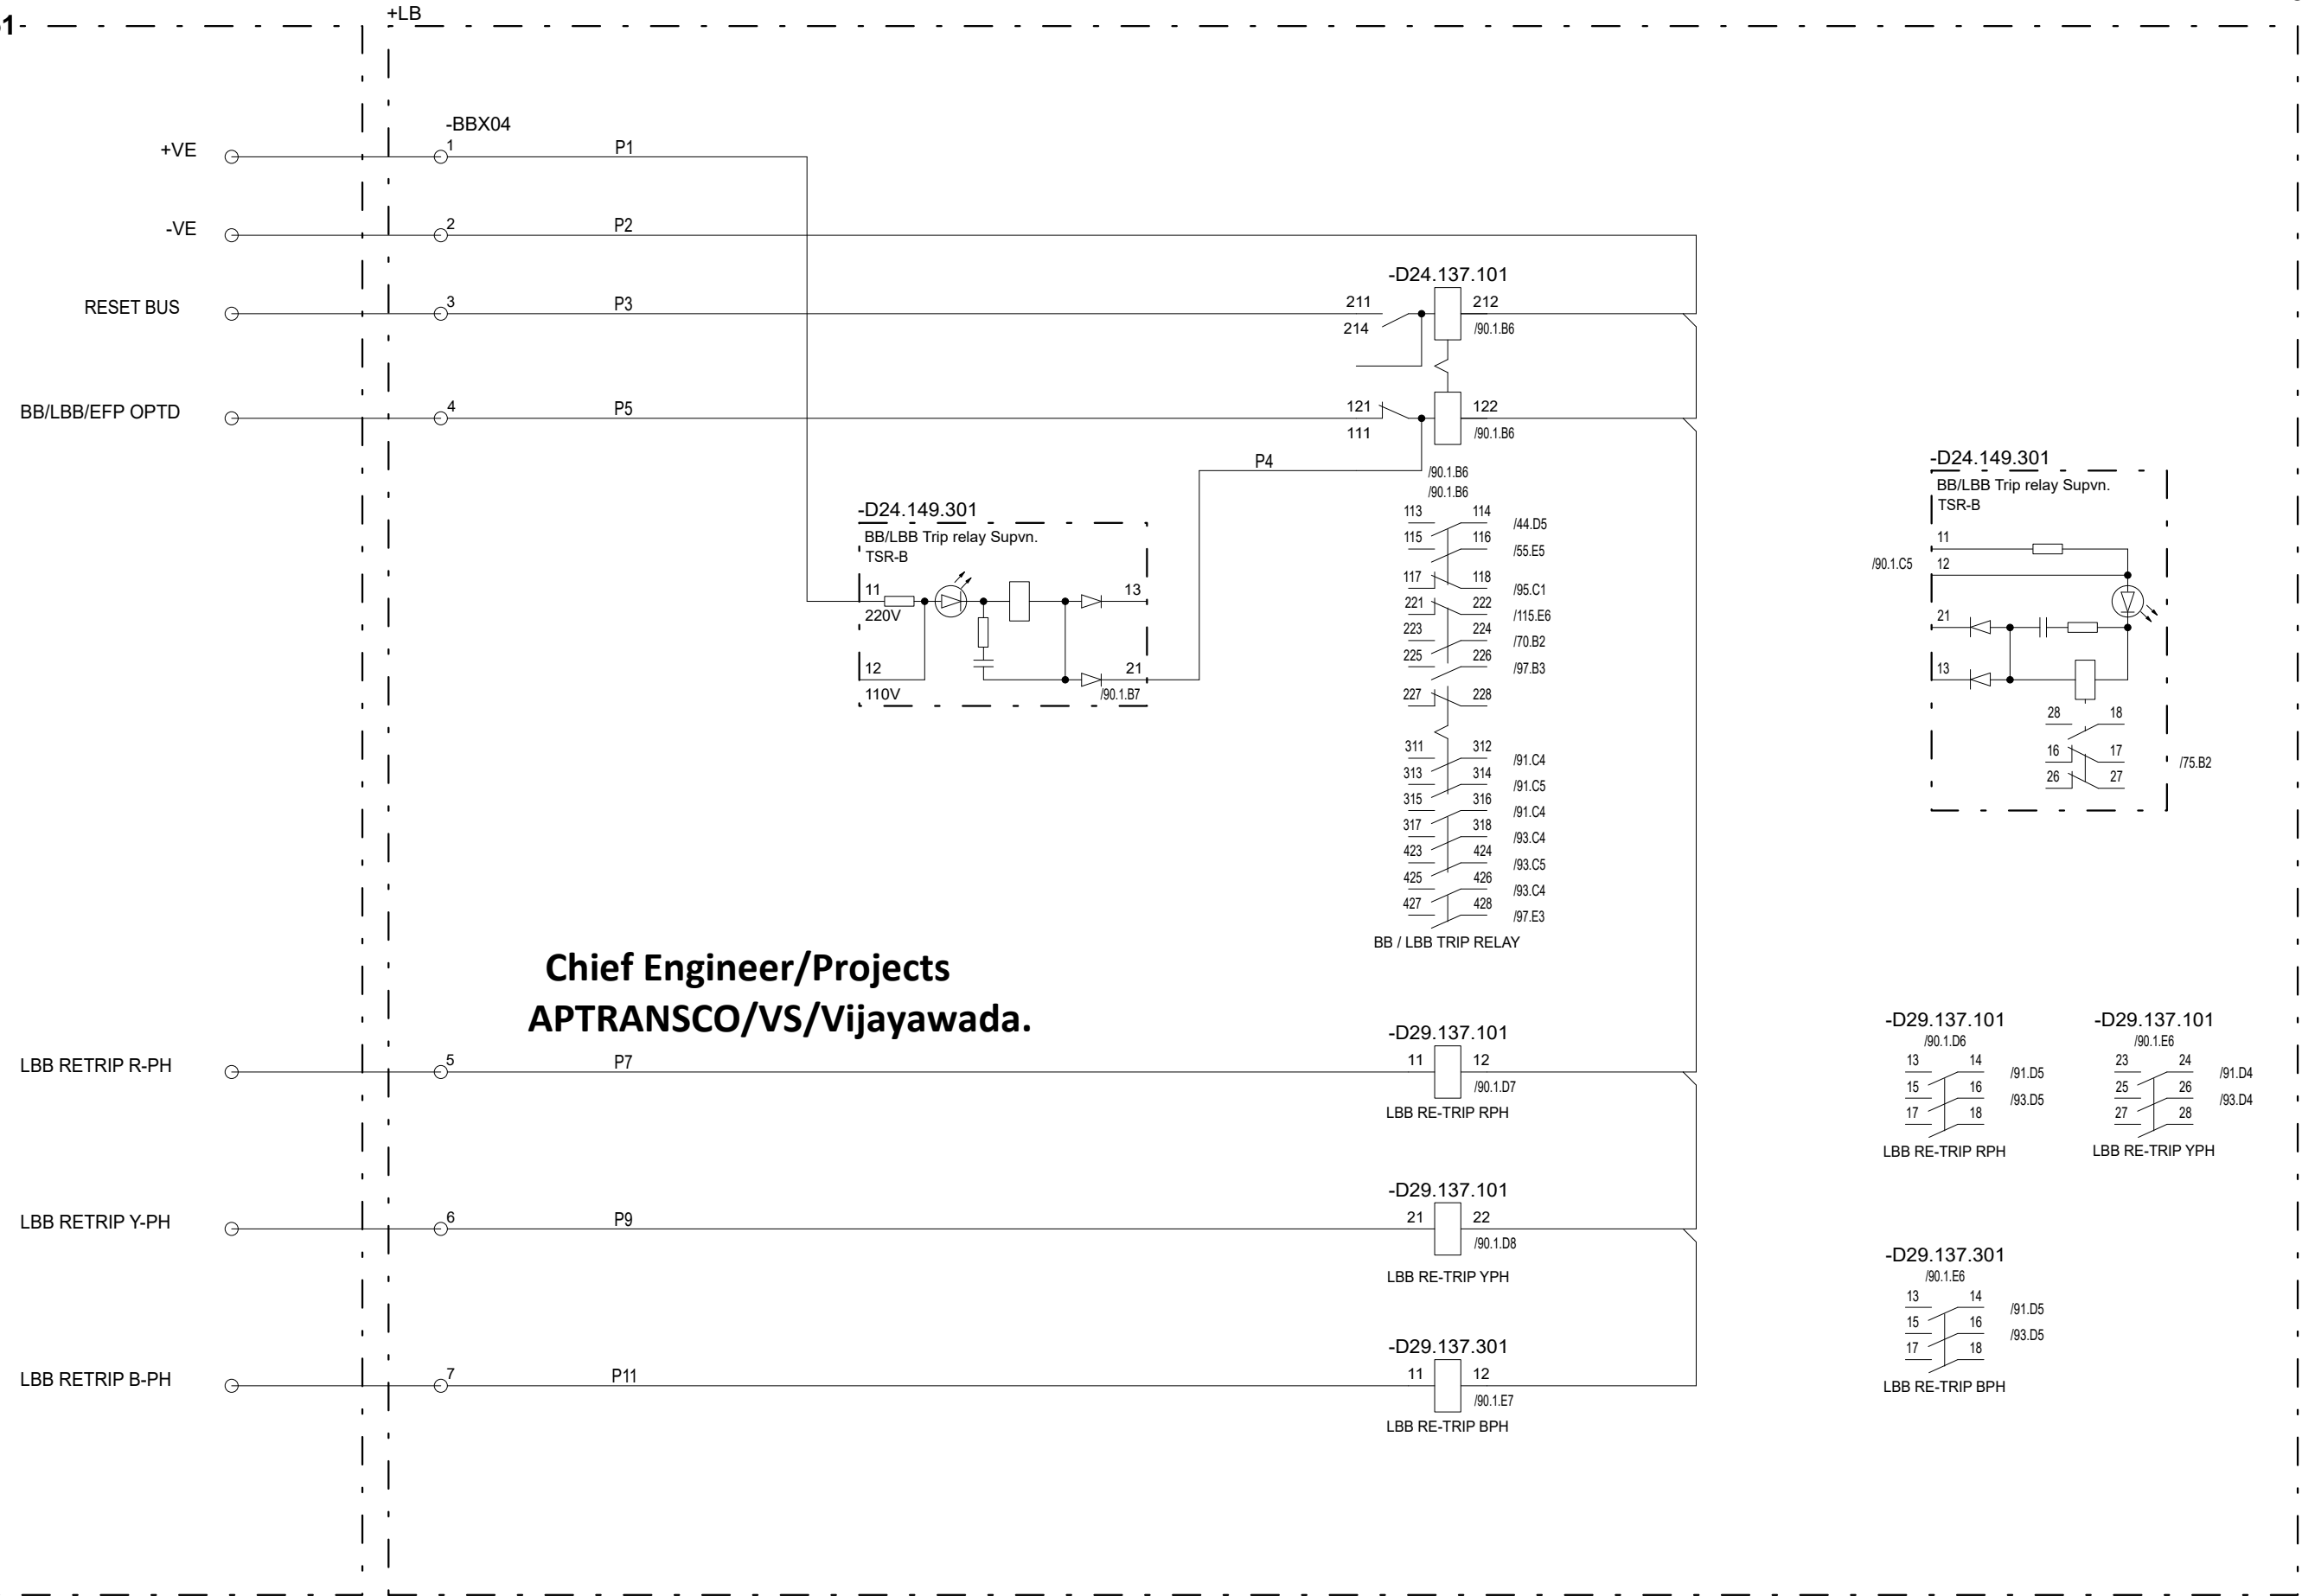 +LB
-BBX04
+VE
1
P1
-VE
2
P2
RESET BUS
3
P3
-D24.137.101
211
212
214
/90.1.B6
BB/LBB/EFP OPTD
4
P5
121
122
111
/90.1.B6
P4
/90.1.B6
/90.1.B6
-D24.149.301
BB/LBB Trip relay Supvn.
TSR-B
11
220V
13
12
110V
21
/90.1.B7
113 114 /44.D5
115 116 /55.E5
117 118 /95.C1
221 222 /115.E6
223 224 /70.B2
225 226 /97.B3
227 228
311 312 /91.C4
313 314 /91.C5
315 316 /91.C4
317 318 /93.C4
423 424 /93.C5
425 426 /93.C4
427 428 /97.E3
BB / LBB TRIP RELAY
-D24.149.301
BB/LBB Trip relay Supvn.
TSR-B
11
/90.1.C5
12
21
13
28 18
16 17
26 27
/75.B2
Chief Engineer/Projects
APTRANSCO/VS/Vijayawada.
LBB RETRIP R-PH
5
P7
-D29.137.101
11 12
/90.1.D7
LBB RE-TRIP RPH
-D29.137.101
/90.1.D6
13 14 /91.D5
15 16 /93.D5
17 18
LBB RE-TRIP RPH
-D29.137.101
/90.1.E6
23 24 /91.D4
25 26 /93.D4
27 28
LBB RE-TRIP YPH
LBB RETRIP Y-PH
6
P9
-D29.137.101
21 22
/90.1.D8
LBB RE-TRIP YPH
-D29.137.301
/90.1.E6
13 14 /91.D5
15 16 /93.D5
17 18
LBB RE-TRIP BPH
LBB RETRIP B-PH
7
P11
-D29.137.301
11 12
/90.1.E7
LBB RE-TRIP BPH